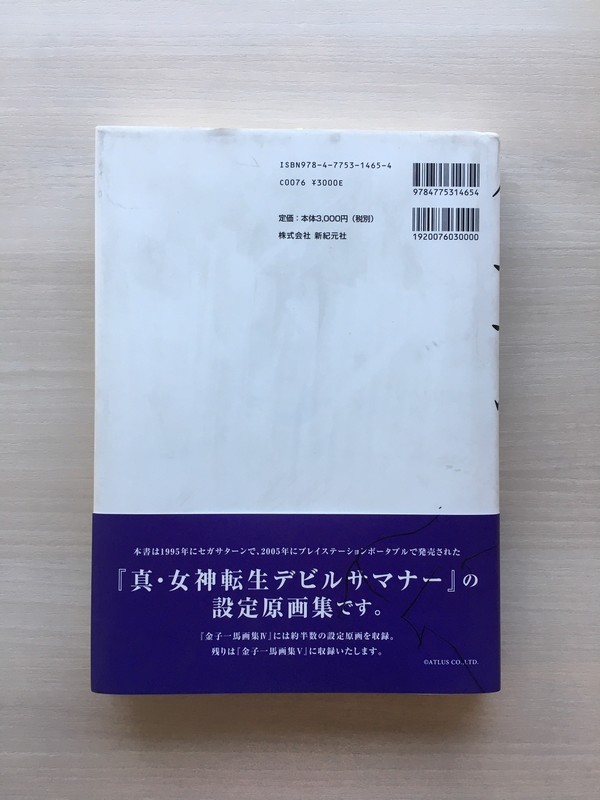 ISBN978-4-7753-1465-4
C0076 ¥3000E
9784775314654
定価：本体3,000円（税別）
株式会社 新紀元社
1920076030000
本書は1995年にセガサターンで、2005年にプレイステーションポータブルで発売された
『真・女神転生デビルサマナー』の
設定原画集です。
『金子一馬画集Ⅳ』には約半数の設定原画を収録。
残りは『金子一馬画集Ⅴ』に収録いたします。
©ATLUS CO.,LTD.